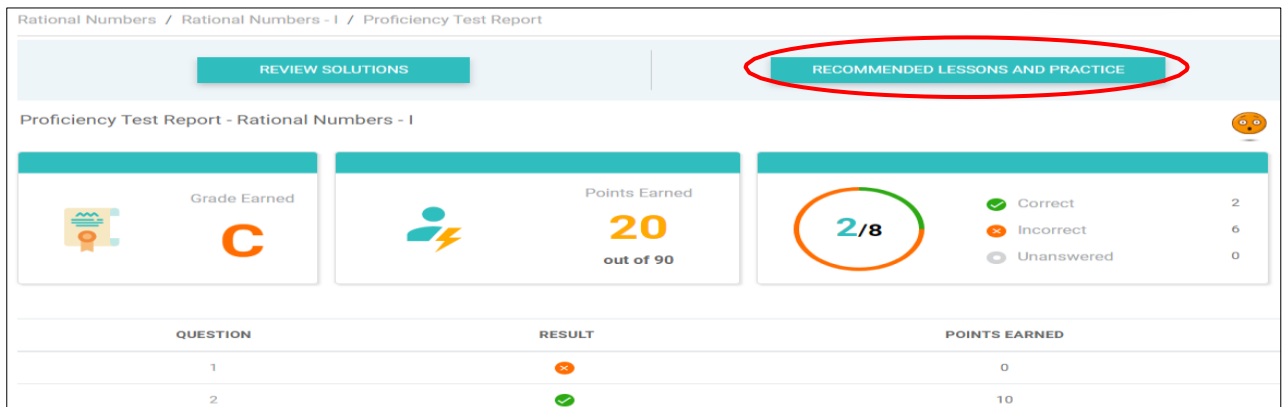 Rational Numbers / Rational Numbers - I / Proficiency Test Report
REVIEW SOLUTIONS
RECOMMENDED LESSONS AND PRACTICE
Proficiency Test Report - Rational Numbers - I
Grade Earned
C
Points Earned
20
out of 90
2/8
Correct 2
Incorrect 6
Unanswered 0
QUESTION RESULT POINTS EARNED
1 0
2 10